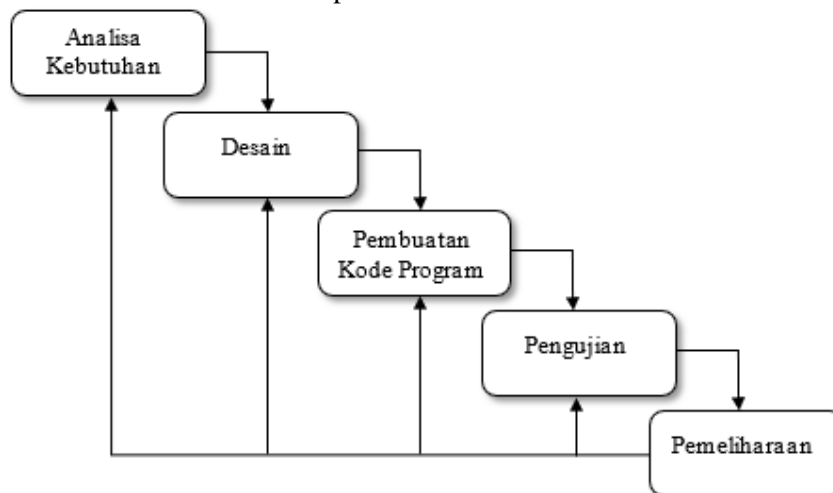 Analisa
Kebutuhan
Desain
Pembuatan
Kode Program
Pengujian
Pemeliharaan